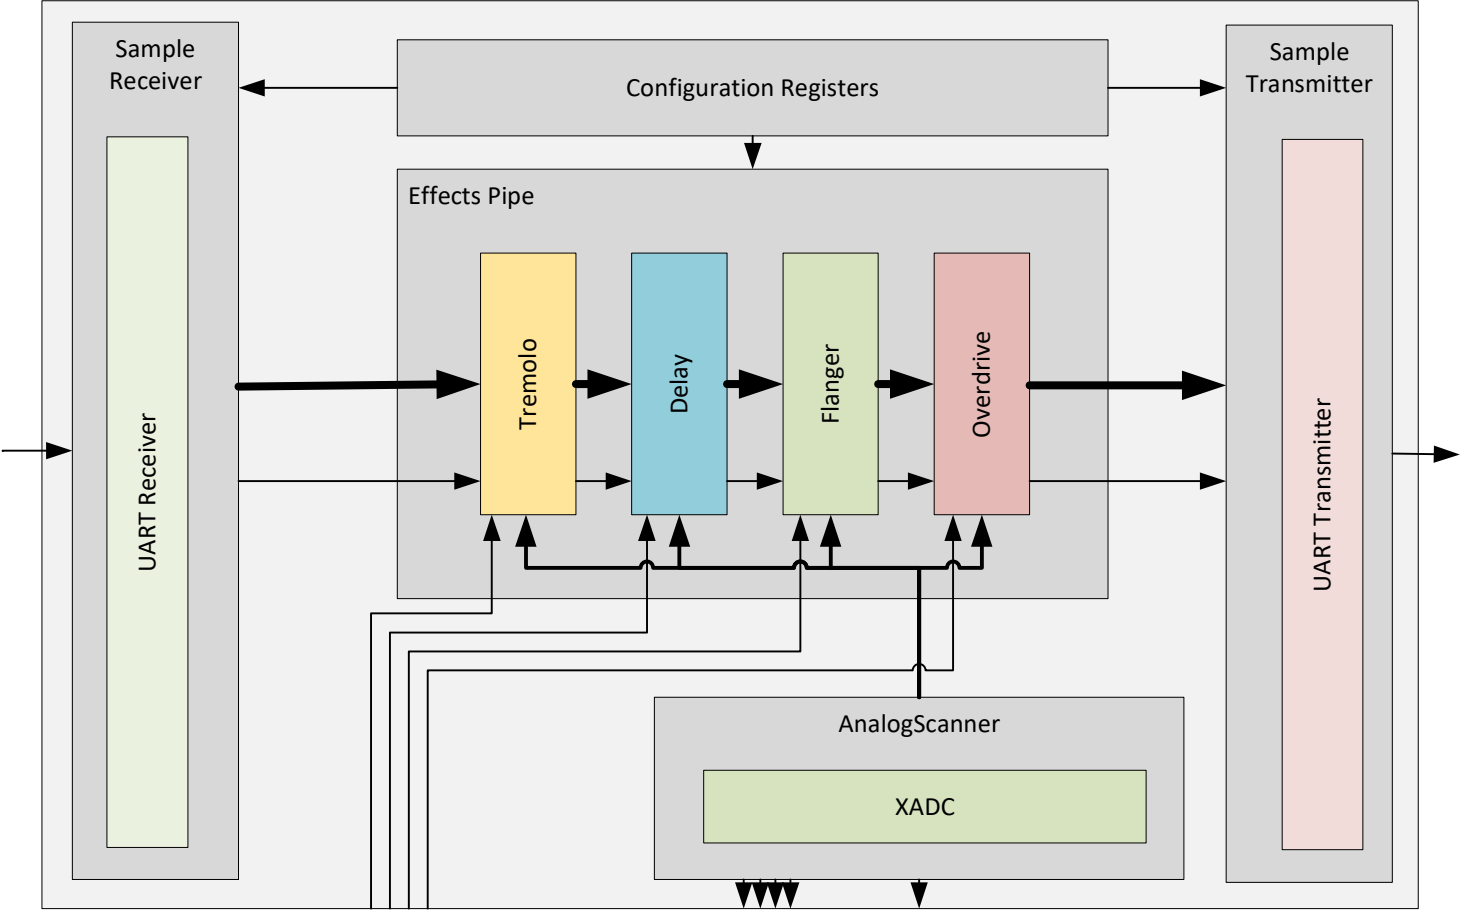 Sample
Receiver
UART Receiver
Configuration Registers
Effects Pipe
Tremolo
Delay
Flanger
Overdrive
Sample
Transmitter
UART Transmitter
AnalogScanner
XADC